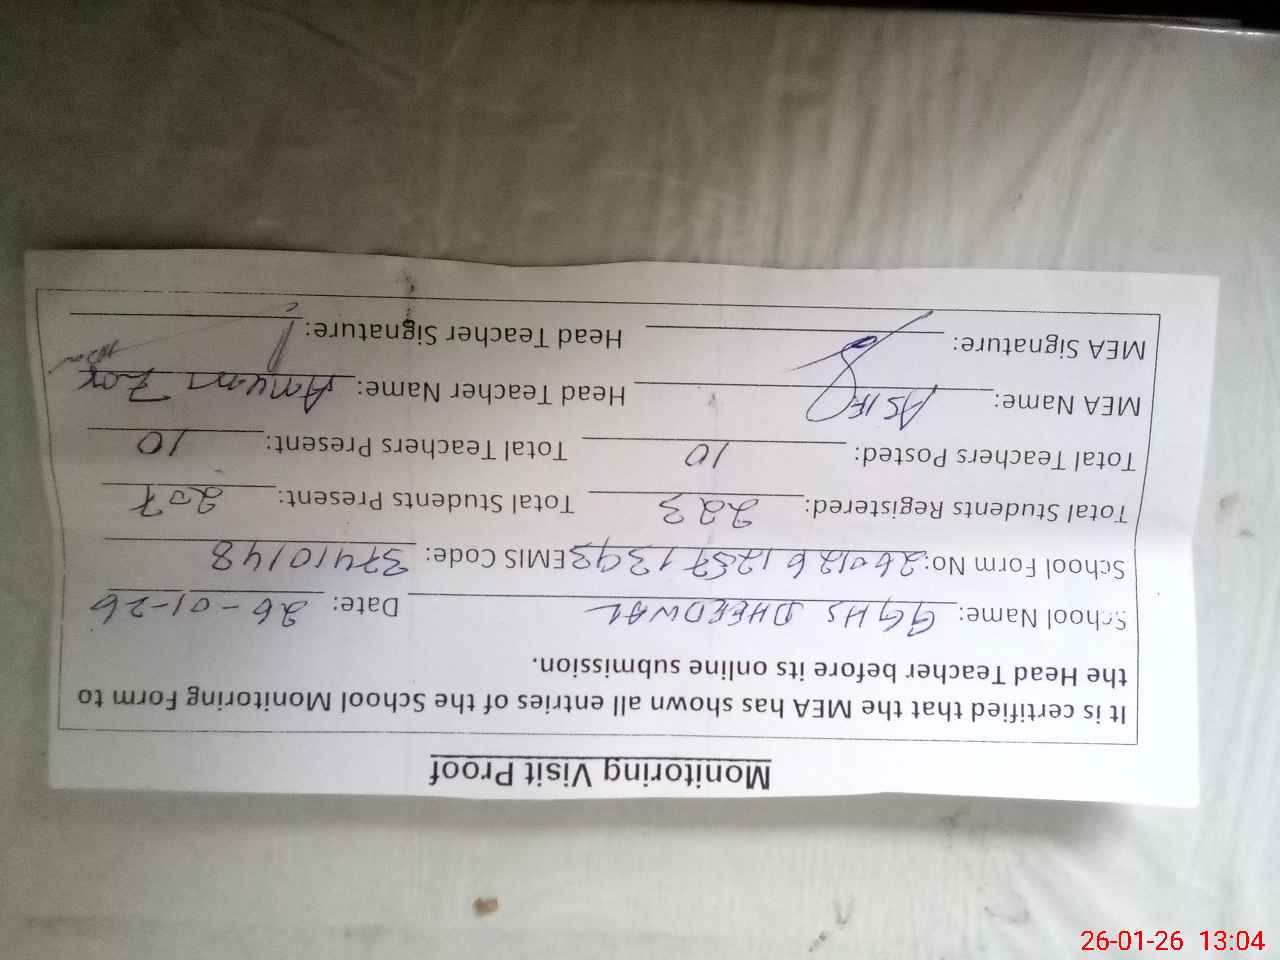 Monitoring Visit Proof
It is certified that the MEA has shown all entries of the School Monitoring Form to
the Head Teacher before its online submission.
School Name: GGHS DHEEDWAL Date: 26-01-26
School Form No: 26012612571393 EMIS Code: 37410148
Total Students Registered: 223 Total Students Present: 207
Total Teachers Posted: 10 Total Teachers Present: 10
MEA Name: ASIF Head Teacher Name:
MEA Signature: Head Teacher Signature:
26-01-26 13:04